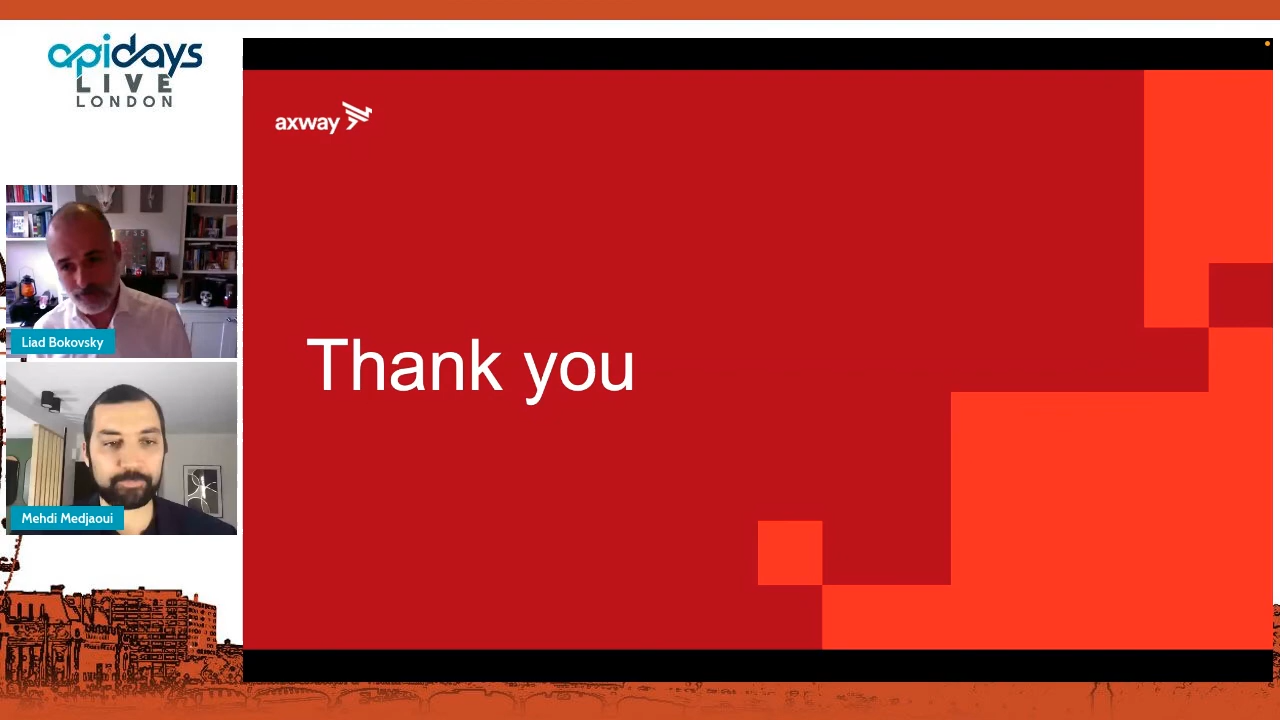 apidays
LIVE
LONDON
axway
Liad Bokovsky
Mehdi Medjaoui
Thank you